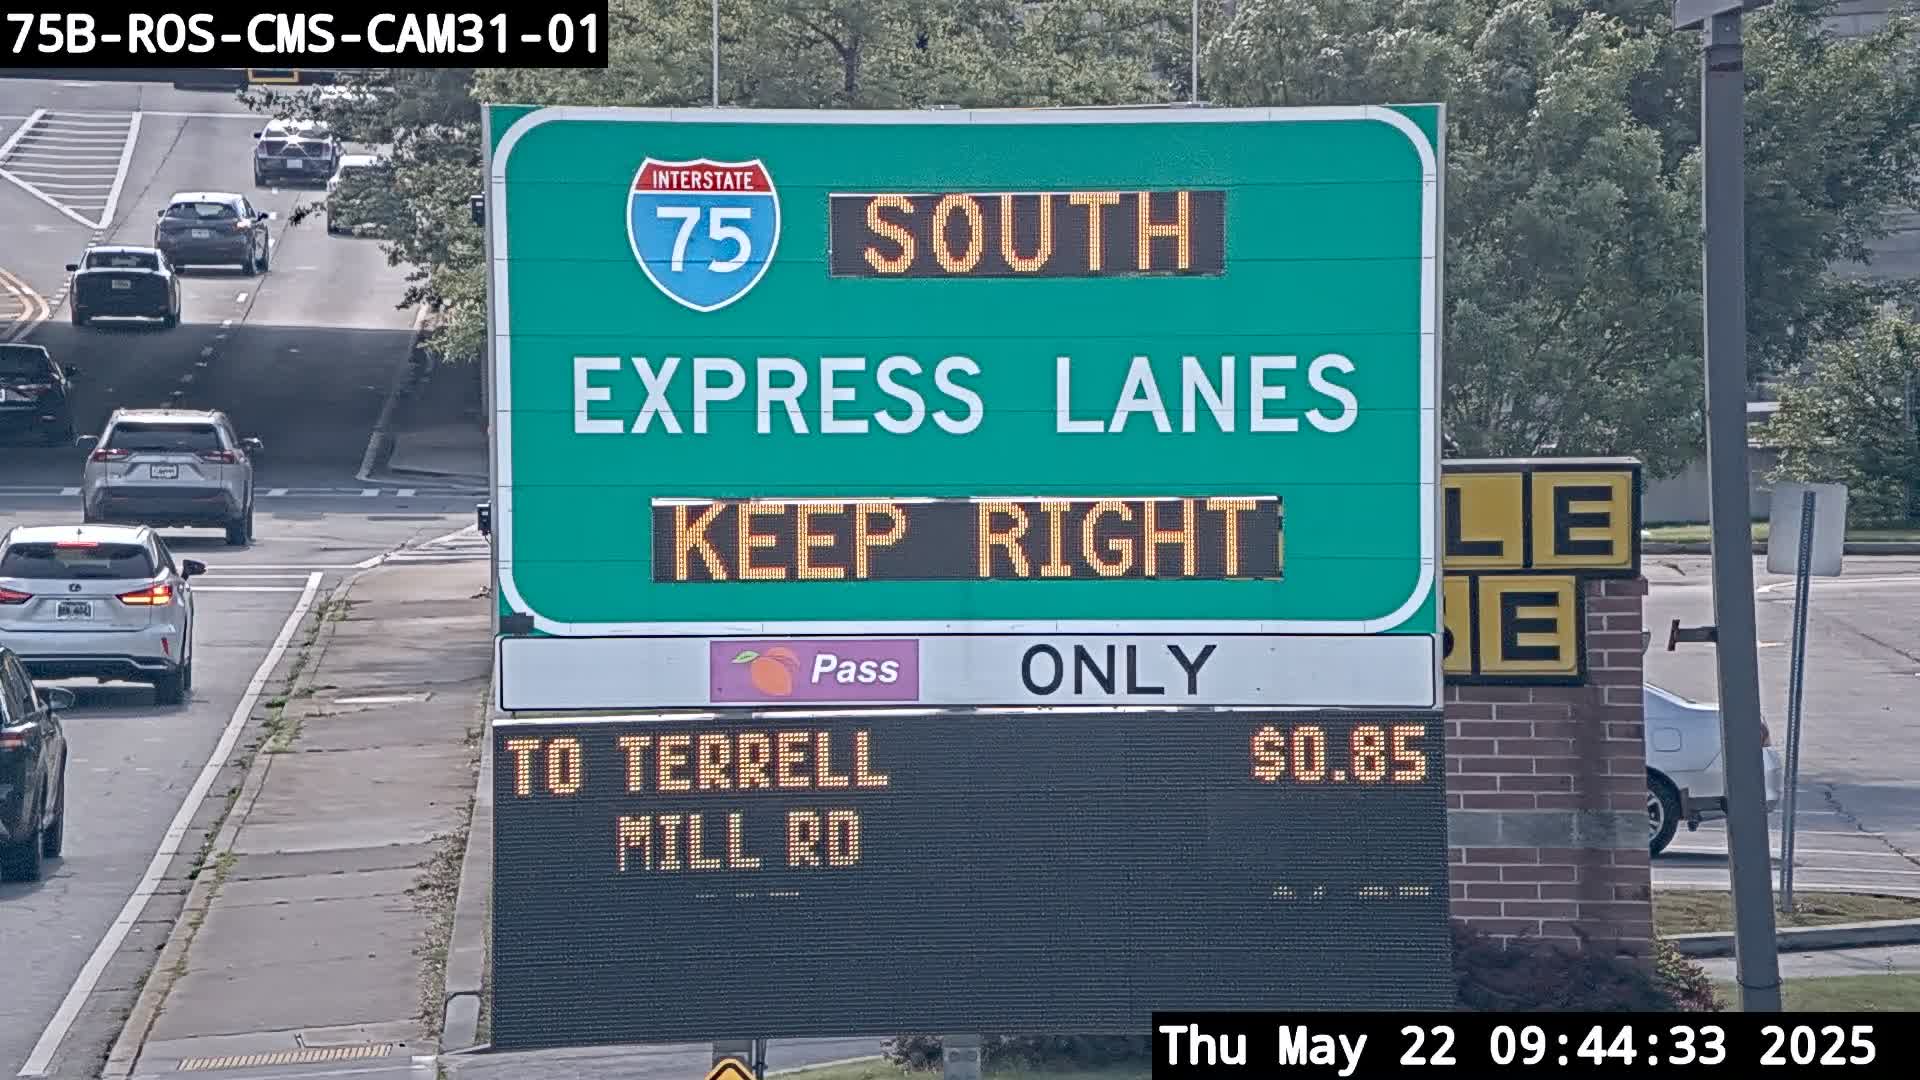 75B-ROS-CMS-CAM31-01
INTERSTATE
75
SOUTH
EXPRESS LANES
KEEP RIGHT
Pass ONLY
TO TERRELL $0.85
MILL RD
LE
E
Thu May 22 09:44:33 2025